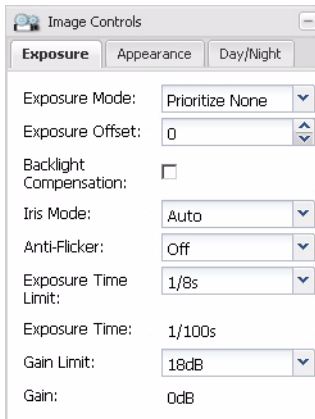 Image Controls
Exposure Appearance Day/Night
Exposure Mode: Prioritize None
Exposure Offset: 0
Backlight
Compensation:
Iris Mode: Auto
Anti-Flicker: Off
Exposure Time
Limit: 1/8s
Exposure Time: 1/100s
Gain Limit: 18dB
Gain: 0dB